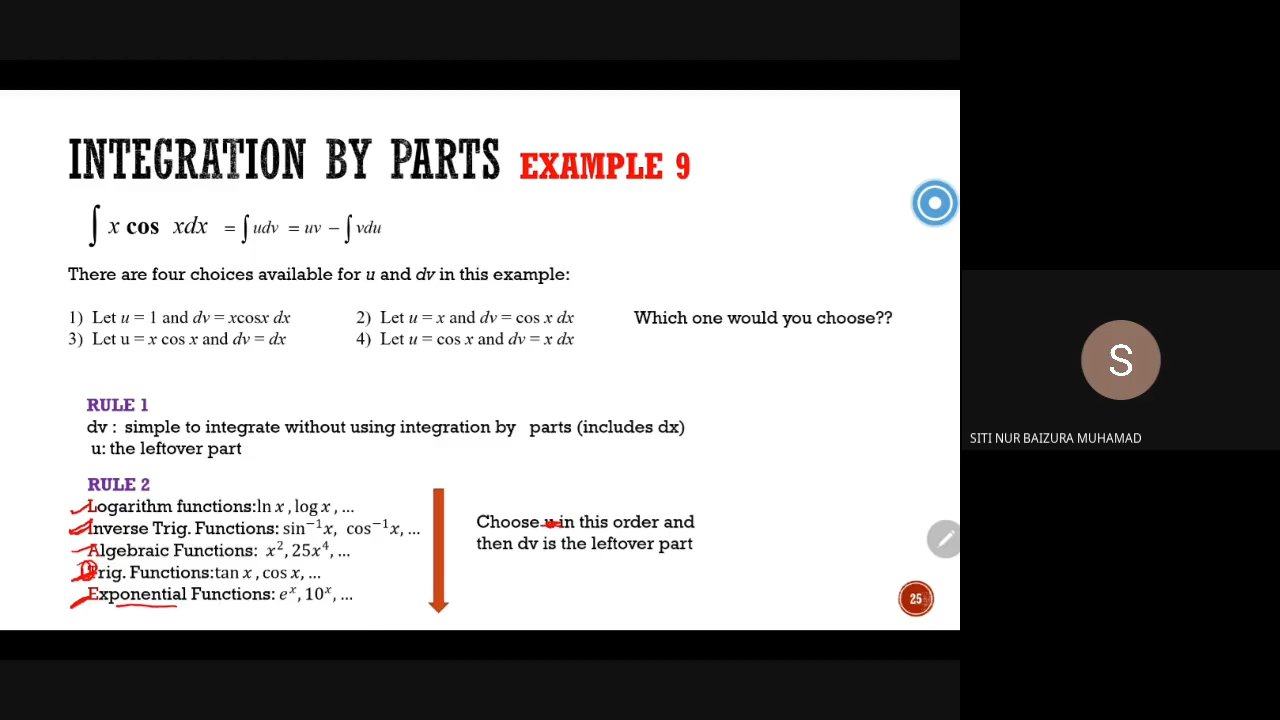 INTEGRATION BY PARTS EXAMPLE 9
∫ x cos xdx = ∫ udv = uv − ∫ vdu
There are four choices available for u and dv in this example:
1) Let u = 1 and dv = xcosx dx 2) Let u = x and dv = cos x dx Which one would you choose??
3) Let u = x cos x and dv = dx 4) Let u = cos x and dv = x dx
RULE 1
dv : simple to integrate without using integration by parts (includes dx)
u: the leftover part
RULE 2
Logarithm functions:ln x , log x , ...
Inverse Trig. Functions: sin⁻¹x, cos⁻¹x, ...
Algebraic Functions: x², 25x⁴, ...
Trig. Functions:tan x , cos x, ...
Exponential Functions: eˣ, 10ˣ, ...
Choose u in this order and
then dv is the leftover part
25
S
SITI NUR BAIZURA MUHAMAD